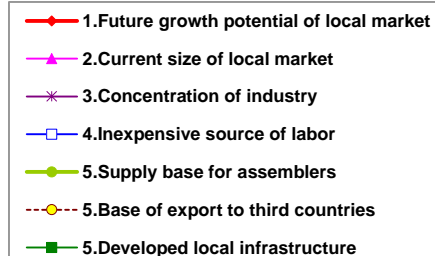 1.Future growth potential of local market
2.Current size of local market
3.Concentration of industry
4.Inexpensive source of labor
5.Supply base for assemblers
5.Base of export to third countries
5.Developed local infrastructure